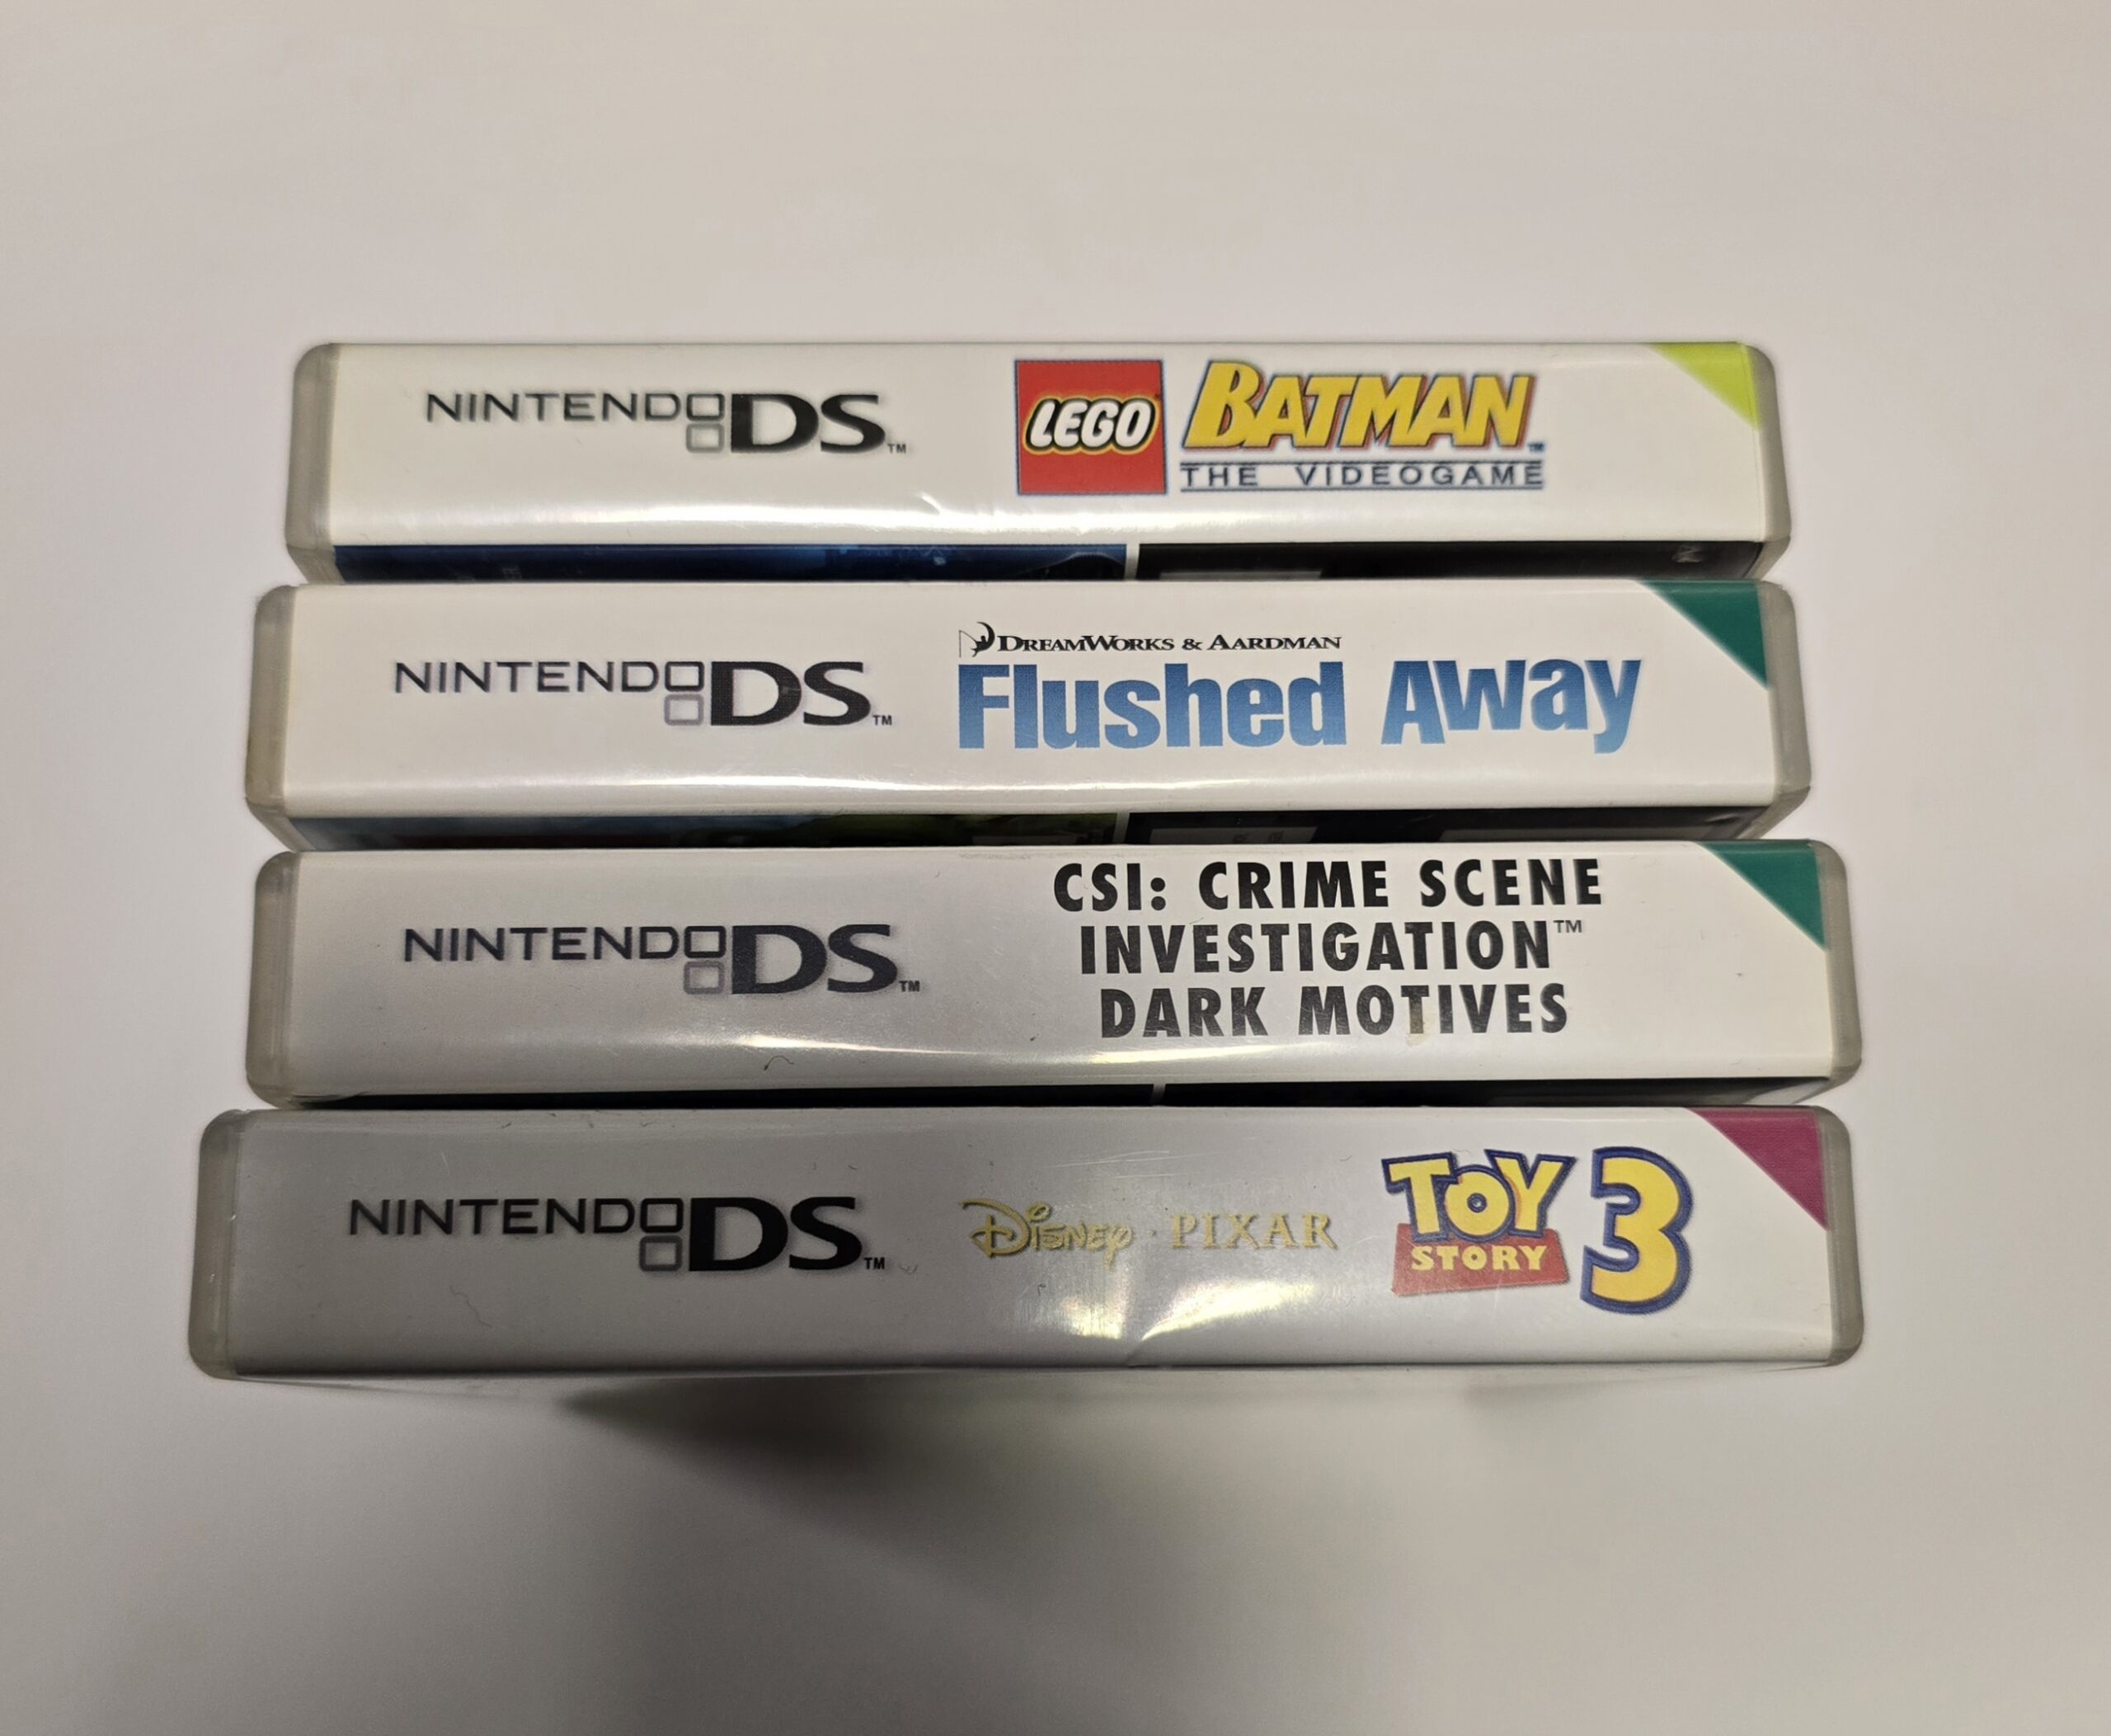 NINTENDO DS™
LEGO BATMAN™
THE VIDEOGAME
NINTENDO DS™
DREAMWORKS & AARDMAN
Flushed Away
NINTENDO DS™
CSI: CRIME SCENE
INVESTIGATION™
DARK MOTIVES
NINTENDO DS™
DISNEY · PIXAR
TOY STORY 3